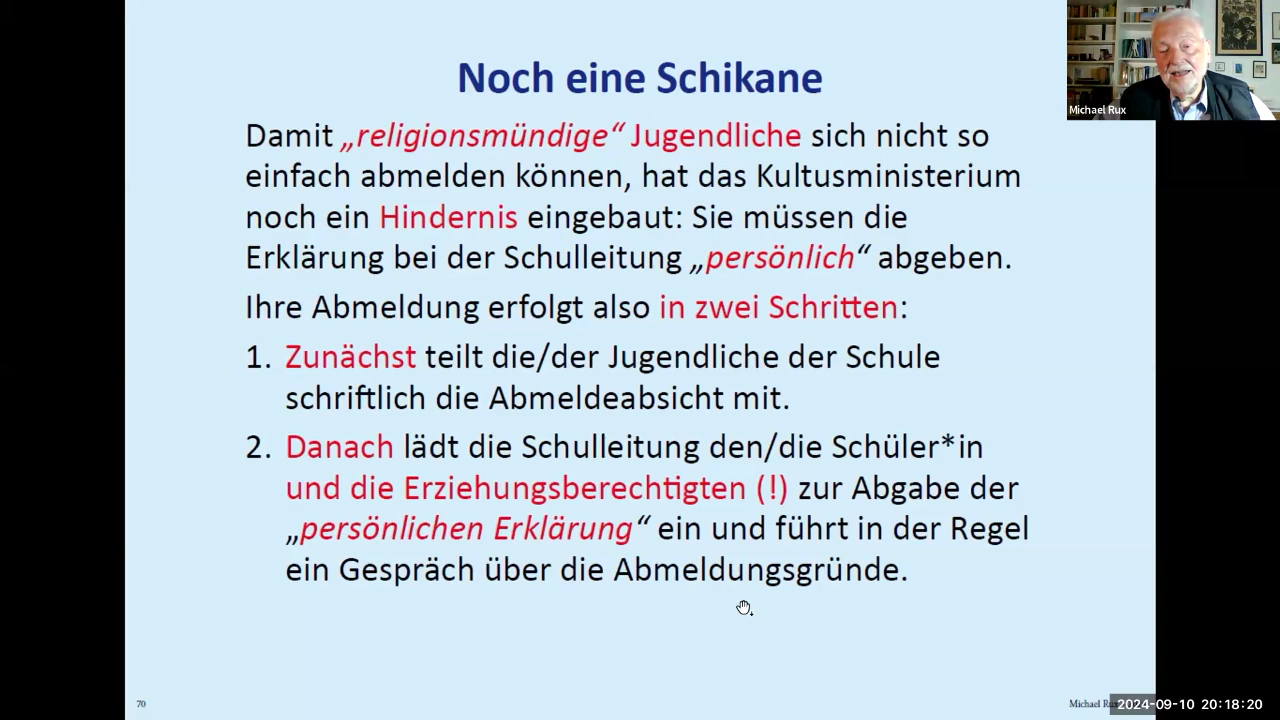 Noch eine Schikane
Michael Rux
Damit „religionsmündige“ Jugendliche sich nicht so
einfach abmelden können, hat das Kultusministerium
noch ein Hindernis eingebaut: Sie müssen die
Erklärung bei der Schulleitung „persönlich“ abgeben.
Ihre Abmeldung erfolgt also in zwei Schritten:
1. Zunächst teilt die/der Jugendliche der Schule
schriftlich die Abmeldeabsicht mit.
2. Danach lädt die Schulleitung den/die Schüler*in
und die Erziehungsberechtigten (!) zur Abgabe der
„persönlichen Erklärung“ ein und führt in der Regel
ein Gespräch über die Abmeldungsgründe.
70
Michael
2024-09-10 20:18:20